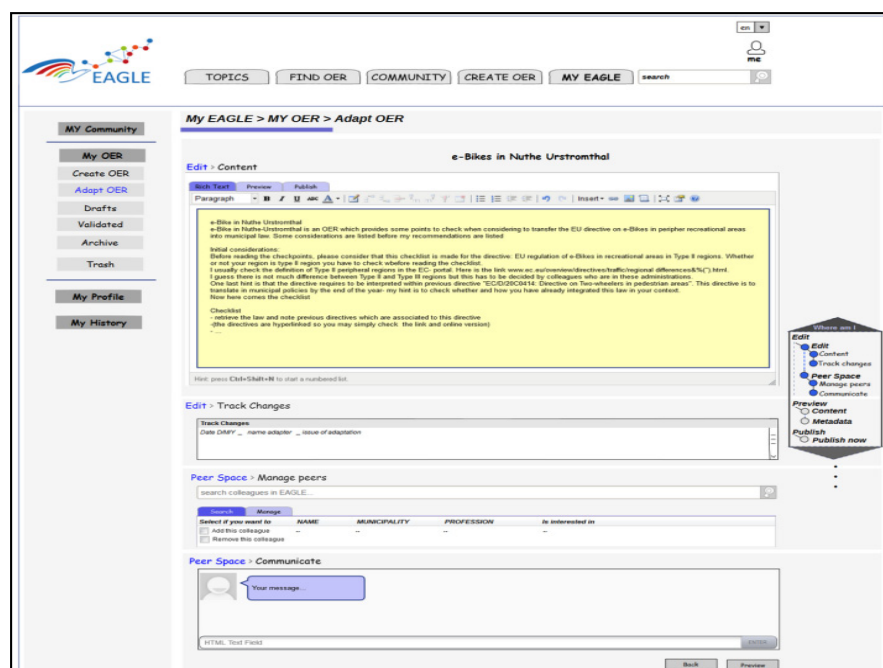 en
me
EAGLE
TOPICS
FIND OER
COMMUNITY
CREATE OER
MY EAGLE
search
MY Community
My OER
Create OER
Adapt OER
Drafts
Validated
Archive
Trash
My Profile
My History
My EAGLE > MY OER > Adapt OER
e-Bikes in Nuthe Urstromthal
Edit > Content
Rich Text Preview Publish
Paragraph B I U ABC A Insert
e-Bike in Nuthe-Urstromthal
e-Bike in Nuthe-Urstromthal is an OER which provides some points to check when considering to transfer the EU directive on e-Bikes in peripher recreational areas
into municipal law. Some considerations are listed before my recommendations are listed
Initial considerations:
Before reading the checkpoints, please consider that this checklist is made for the directive: EU regulation of e-Bikes in recreational areas in Type II regions. Whether
or not your region is type II region you have to check wbefore reading the checklist.
I usually check the definition of Type II peripheral regions in the EC- portal. Here is the link www.ec.eu/overview/directives/traffic/regional differences&%(").html.
I guess there is not much difference between Type II and Type III regions but this has to be decided by colleagues who are in these administrations.
One last hint is that the directive requires to be interpreted within previous directive "EC/D/20C0414: Directive on Two-wheelers in pedestrian areas". This directive is to
translate in municipal policies by the end of the year- my hint is to check whether and how you have already integrated this law in your context.
Now here comes the checklist
Checklist
- retrieve the law and note previous directives which are associated to this directive
-(the directives are hyperlinked so you may simply check the link and online version)
- ...
Hint: press Ctrl+Shift+N to start a numbered list.
Edit > Track Changes
Track Changes
Date D/M/Y _ name adapter _ issue of adaptation
Peer Space > Manage peers
search colleagues in EAGLE...
Search Manage
Select if you want to NAME MUNICIPALITY PROFESSION Is interested in
Add this colleague -- -- -- --
Remove this colleague
Peer Space > Communicate
Your message...
HTML Text Field
ENTER
Back
Preview
Where am I
Edit
Edit
Content
Track changes
Peer Space
Manage peers
Communicate
Preview
Content
Metadata
Publish
Publish now